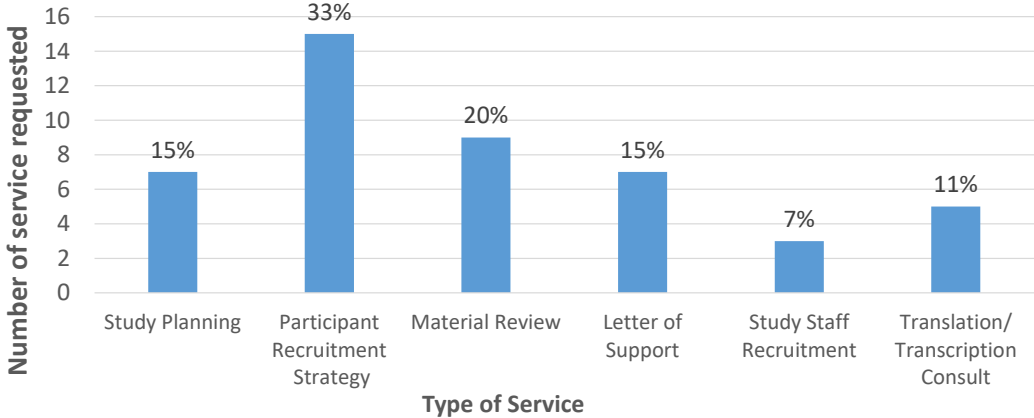 Number of service requested
16
14
12
10
8
6
4
2
0
15%
33%
20%
15%
7%
11%
Study Planning
Participant
Recruitment
Strategy
Material Review
Letter of
Support
Study Staff
Recruitment
Translation/
Transcription
Consult
Type of Service